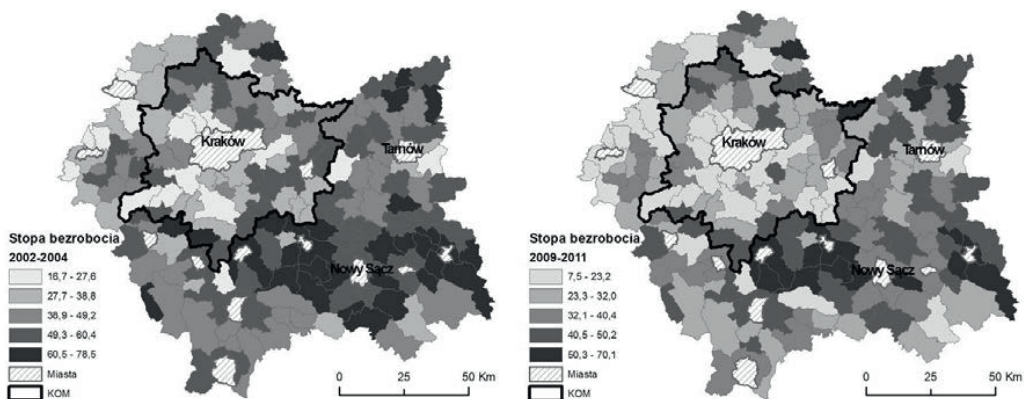 Kraków
Tarnów
Nowy Sącz
Stopa bezrobocia
2002-2004
16,7 - 27,6
27,7 - 38,8
38,9 - 49,2
49,3 - 60,4
60,5 - 78,5
Miasta
KOM
0 25 50 Km
Kraków
Tarnów
Nowy Sącz
Stopa bezrobocia
2009-2011
7,5 - 23,2
23,3 - 32,0
32,1 - 40,4
40,5 - 50,2
50,3 - 70,1
Miasta
KOM
0 25 50 Km